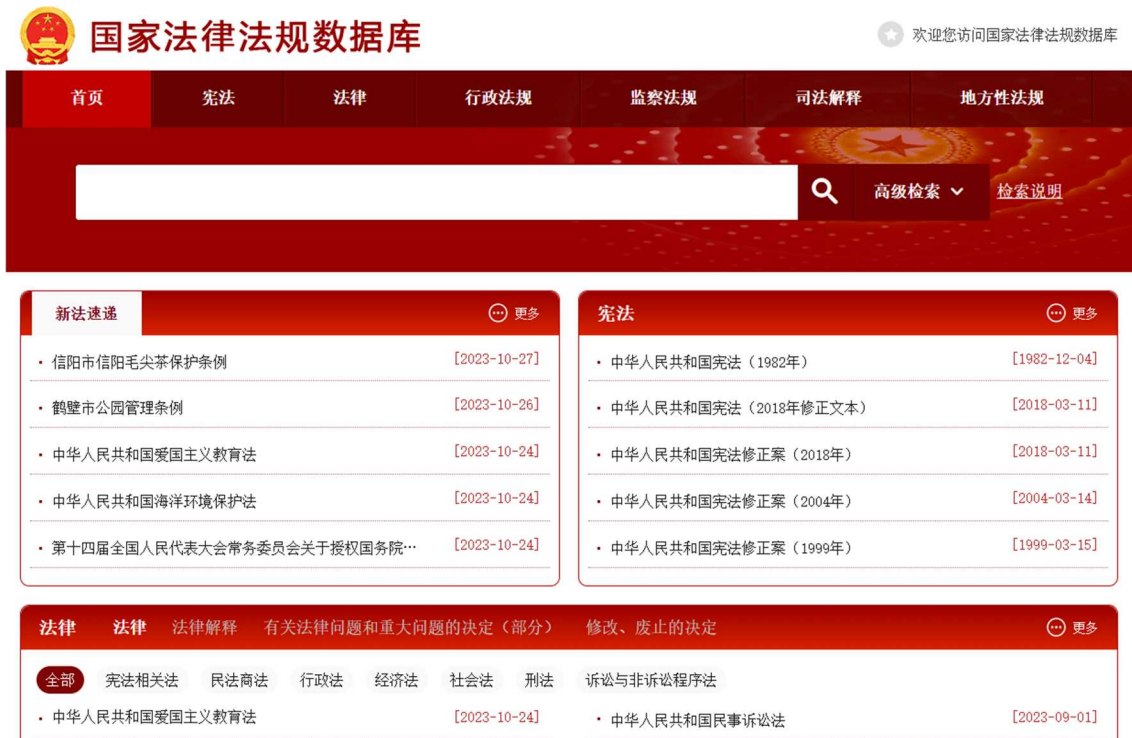 国家法律法规数据库
欢迎您访问国家法律法规数据库
首页 宪法 法律 行政法规 监察法规 司法解释 地方性法规
高级检索 检索说明
新法速递 更多
信阳市信阳毛尖茶保护条例 [2023-10-27]
鹤壁市公园管理条例 [2023-10-26]
中华人民共和国爱国主义教育法 [2023-10-24]
中华人民共和国海洋环境保护法 [2023-10-24]
第十四届全国人民代表大会常务委员会关于授权国务院… [2023-10-24]
宪法 更多
中华人民共和国宪法（1982年） [1982-12-04]
中华人民共和国宪法（2018年修正文本） [2018-03-11]
中华人民共和国宪法修正案（2018年） [2018-03-11]
中华人民共和国宪法修正案（2004年） [2004-03-14]
中华人民共和国宪法修正案（1999年） [1999-03-15]
法律 法律 法律解释 有关法律问题和重大问题的决定（部分） 修改、废止的决定 更多
全部 宪法相关法 民法商法 行政法 经济法 社会法 刑法 诉讼与非诉讼程序法
中华人民共和国爱国主义教育法 [2023-10-24]
中华人民共和国民事诉讼法 [2023-09-01]